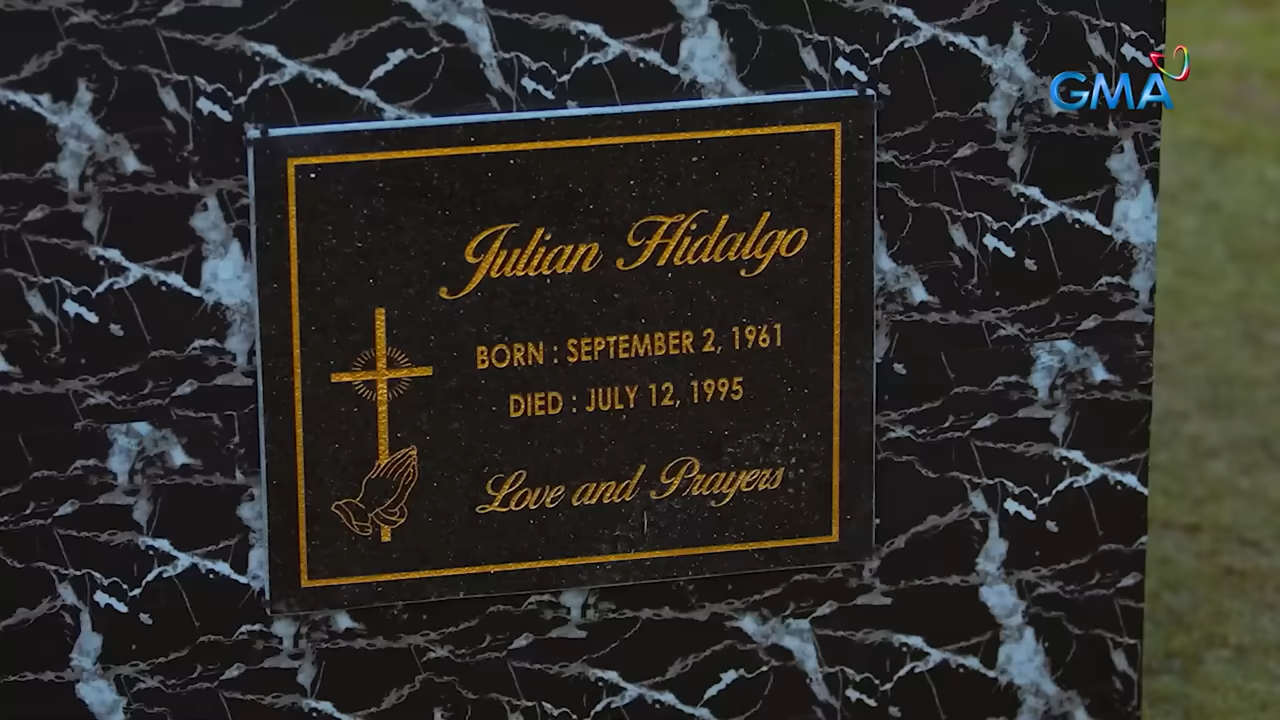 GMA
Julian Hidalgo
BORN : SEPTEMBER 2, 1961
DIED : JULY 12, 1995
Love and Prayers